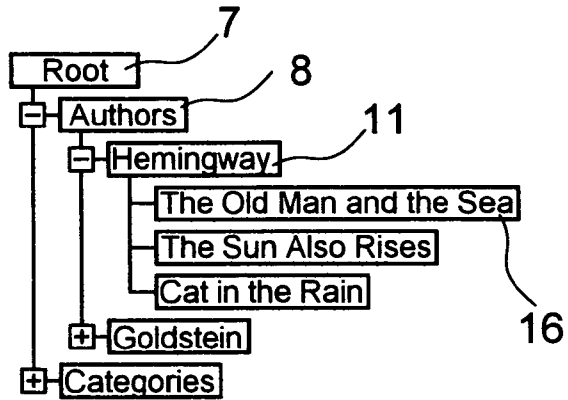 7
Root
8
Authors
11
Hemingway
The Old Man and the Sea
The Sun Also Rises
Cat in the Rain
16
Goldstein
Categories